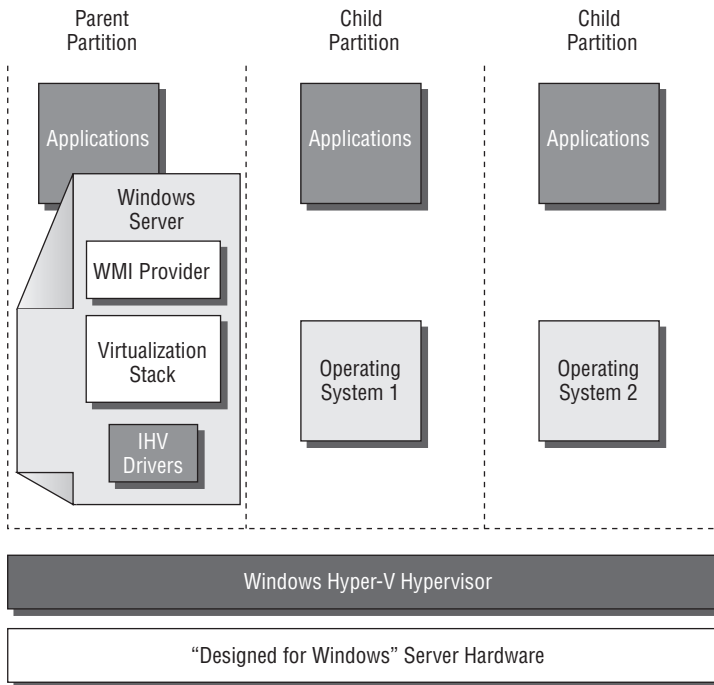 Parent
Partition
Child
Partition
Child
Partition
Applications
Windows
Server
WMI Provider
Virtualization
Stack
IHV
Drivers
Applications
Operating
System 1
Applications
Operating
System 2
Windows Hyper-V Hypervisor
“Designed for Windows” Server Hardware